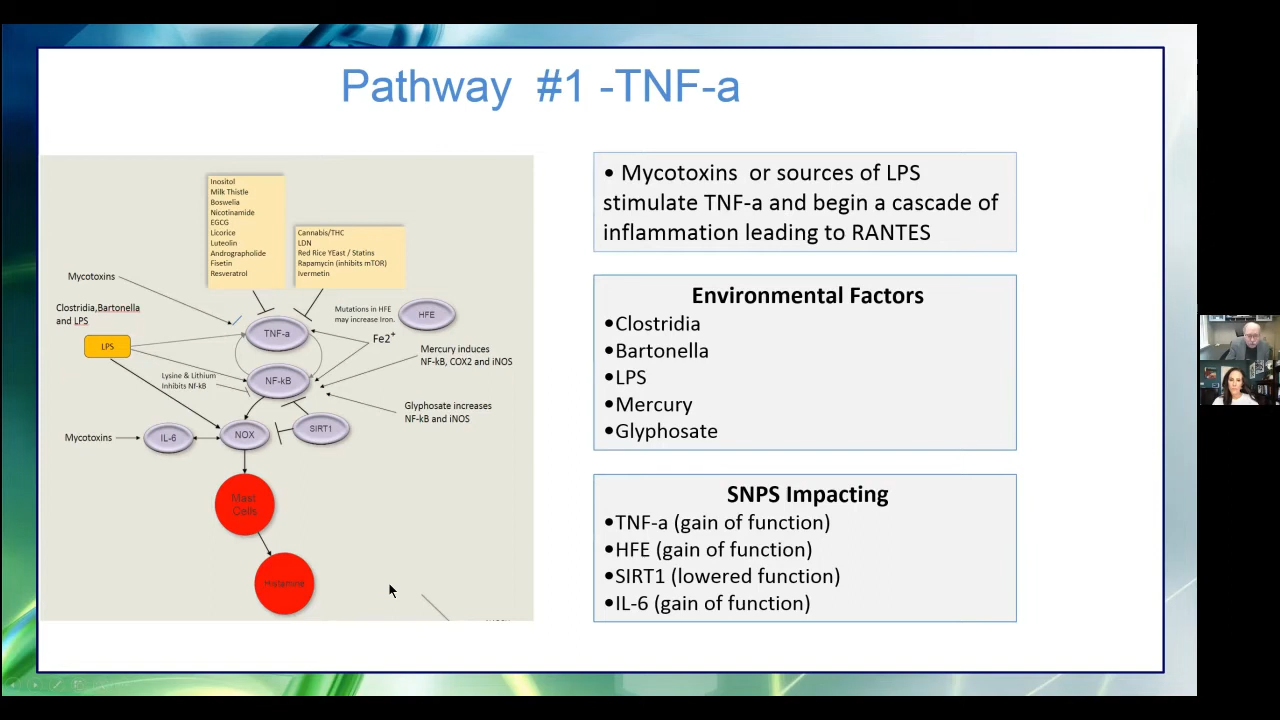 Pathway #1 -TNF-a
Inositol
Milk Thistle
Boswelia
Nicotinamide
EGCG
Licorice
Luteolin
Andrographolide
Fisetin
Resveratrol
Cannabis/THC
LDN
Red Rice YEast / Statins
Rapamycin (inhibits mTOR)
Ivermetin
Mycotoxins
Clostridia,Bartonella
and LPS
LPS
TNF-a
Mutations in HFE
may increase Iron.
HFE
Fe2+
Mercury induces
NF-kB, COX2 and iNOS
Lysine & Lithium
Inhibits NF-kB
NF-kB
Glyphosate increases
NF-kB and iNOS
Mycotoxins
IL-6
NOX
SIRT1
Mast
Cells
Histamine
• Mycotoxins or sources of LPS
stimulate TNF-a and begin a cascade of
inflammation leading to RANTES
Environmental Factors
•Clostridia
•Bartonella
•LPS
•Mercury
•Glyphosate
SNPS Impacting
•TNF-a (gain of function)
•HFE (gain of function)
•SIRT1 (lowered function)
•IL-6 (gain of function)